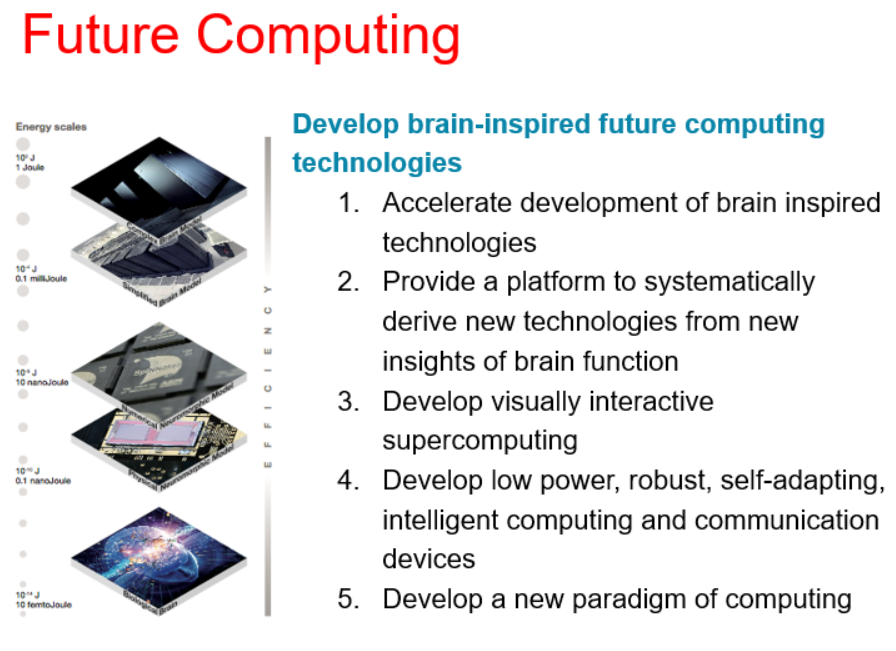 Future Computing
Energy scales
10⁰ J
1 Joule
10⁻⁴ J
0.1 milliJoule
10⁻⁸ J
10 nanoJoule
10⁻¹⁰ J
0.1 nanoJoule
10⁻¹⁴ J
10 femtoJoule
Complex Brain Model
Simplified Brain Model
Numerical Neuromorphic Model
Physical Neuromorphic Model
Biological Brain
EFFICIENCY
Develop brain-inspired future computing
technologies
1. Accelerate development of brain inspired
technologies
2. Provide a platform to systematically
derive new technologies from new
insights of brain function
3. Develop visually interactive
supercomputing
4. Develop low power, robust, self-adapting,
intelligent computing and communication
devices
5. Develop a new paradigm of computing